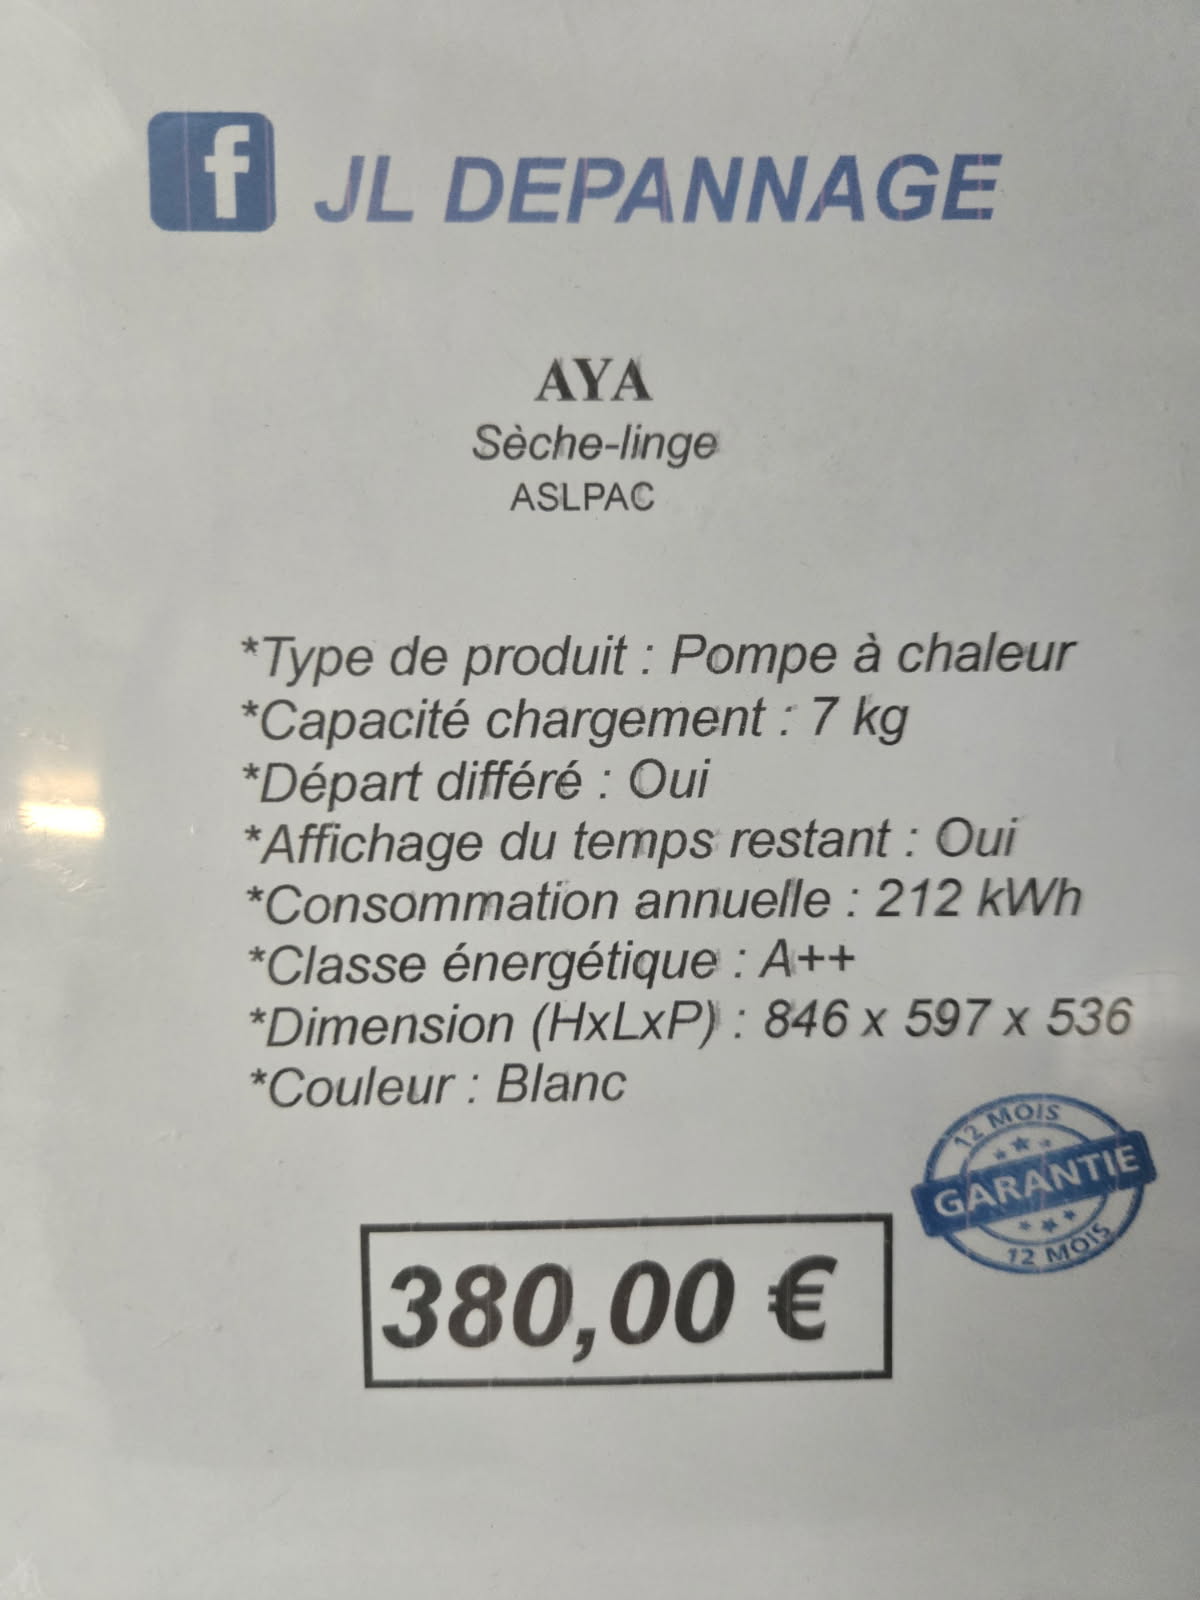 f JL DEPANNAGE
AYA
Sèche-linge
ASLPAC
*Type de produit : Pompe à chaleur
*Capacité chargement : 7 kg
*Départ différé : Oui
*Affichage du temps restant : Oui
*Consommation annuelle : 212 kWh
*Classe énergétique : A++
*Dimension (HxLxP) : 846 x 597 x 536
*Couleur : Blanc
12 MOIS
GARANTIE
12 MOIS
380,00 €